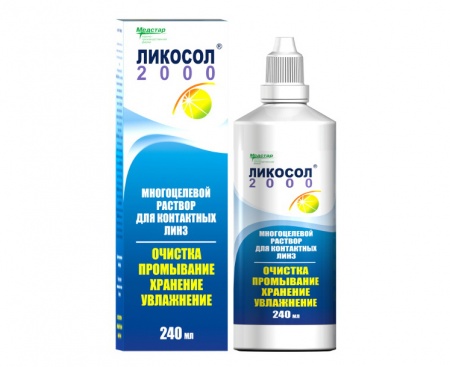 Медстар
ЛИКОСОЛ®
2000
МНОГОЦЕЛЕВОЙ
РАСТВОР
ДЛЯ КОНТАКТНЫХ
ЛИНЗ
ОЧИСТКА
ПРОМЫВАНИЕ
ХРАНЕНИЕ
УВЛАЖНЕНИЕ
240 мл
Медстар
ЛИКОСОЛ®
2000
МНОГОЦЕЛЕВОЙ
РАСТВОР
ДЛЯ КОНТАКТНЫХ
ЛИНЗ
ОЧИСТКА
ПРОМЫВАНИЕ
ХРАНЕНИЕ
УВЛАЖНЕНИЕ
240 мл